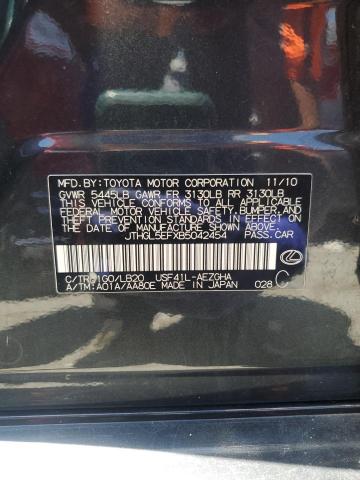 MFD.BY:TOYOTA MOTOR CORPORATION 11/10
GVWR 5445LB GAWR FR 3130LB RR 3130LB
THIS VEHICLE CONFORMS TO ALL APPLICABLE
FEDERAL MOTOR VEHICLE SAFETY,BUMPER,AND
THEFT PREVENTION STANDARDS IN EFFECT ON
THE DATE OF MANUFACTURE SHOWN ABOVE.
JTHGL5EFXB5042454 PASS.CAR
C/TR:1G0/LB20 USF41L-AEZGHA
A/TM:A01A/AA80E MADE IN JAPAN 028
C